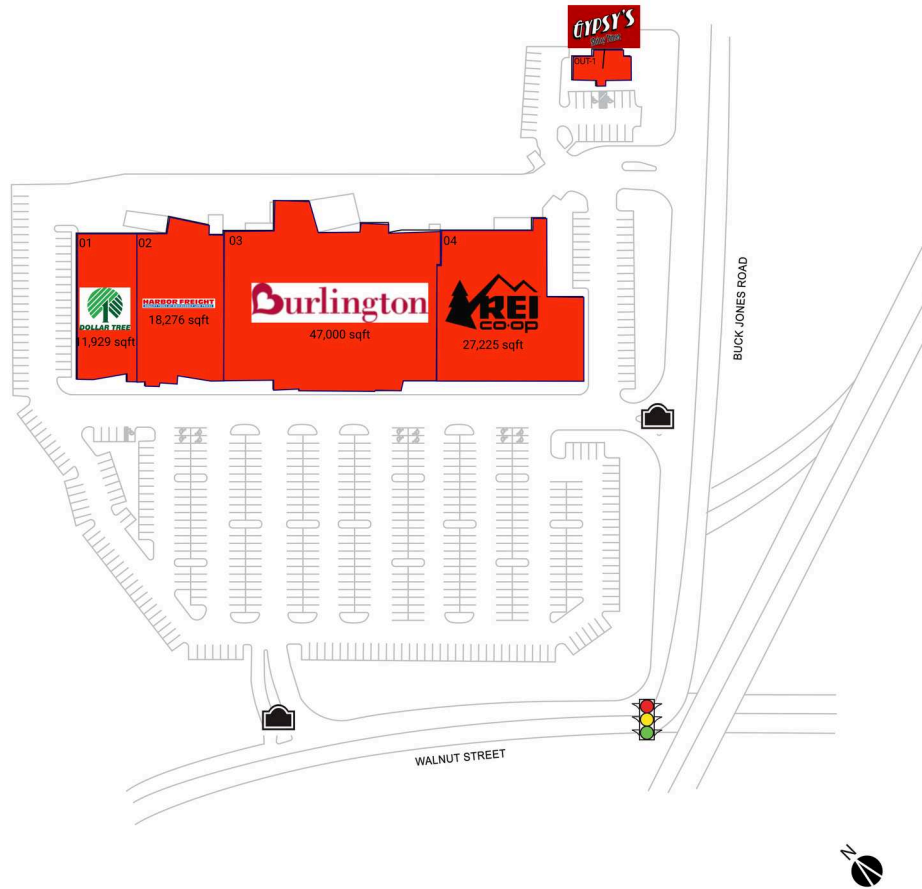 GYPSY'S
OUT-1
01
02
03
04
DOLLAR TREE
11,929 sqft
HARBOR FREIGHT
18,276 sqft
Burlington
47,000 sqft
REI
co·op
27,225 sqft
BUCK JONES ROAD
WALNUT STREET
N